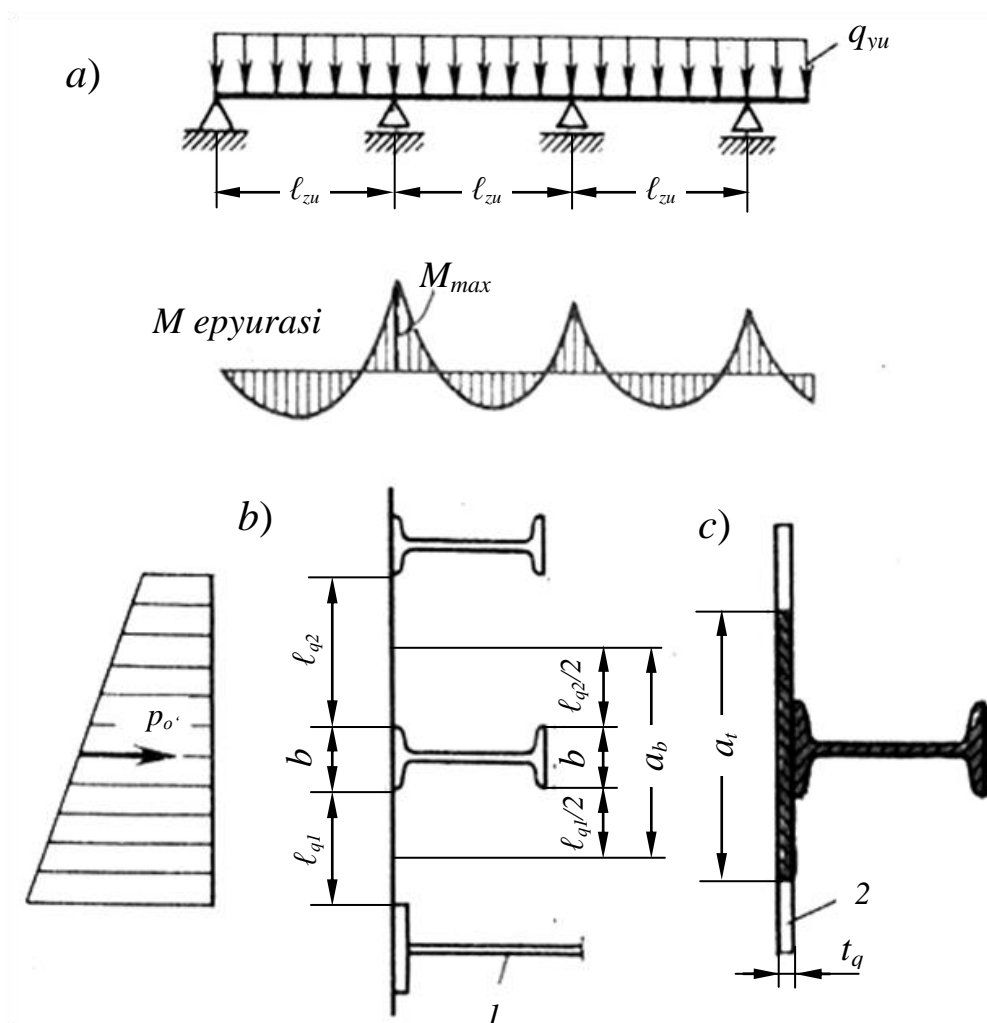 a)
q_yu
ℓ_zu ℓ_zu ℓ_zu
M_max
M epyurasi
b)
c)
ℓ_q2
ℓ_q2/2
p_o‘
b
b
a_b
a_t
ℓ_q1
ℓ_q1/2
2
t_q
1